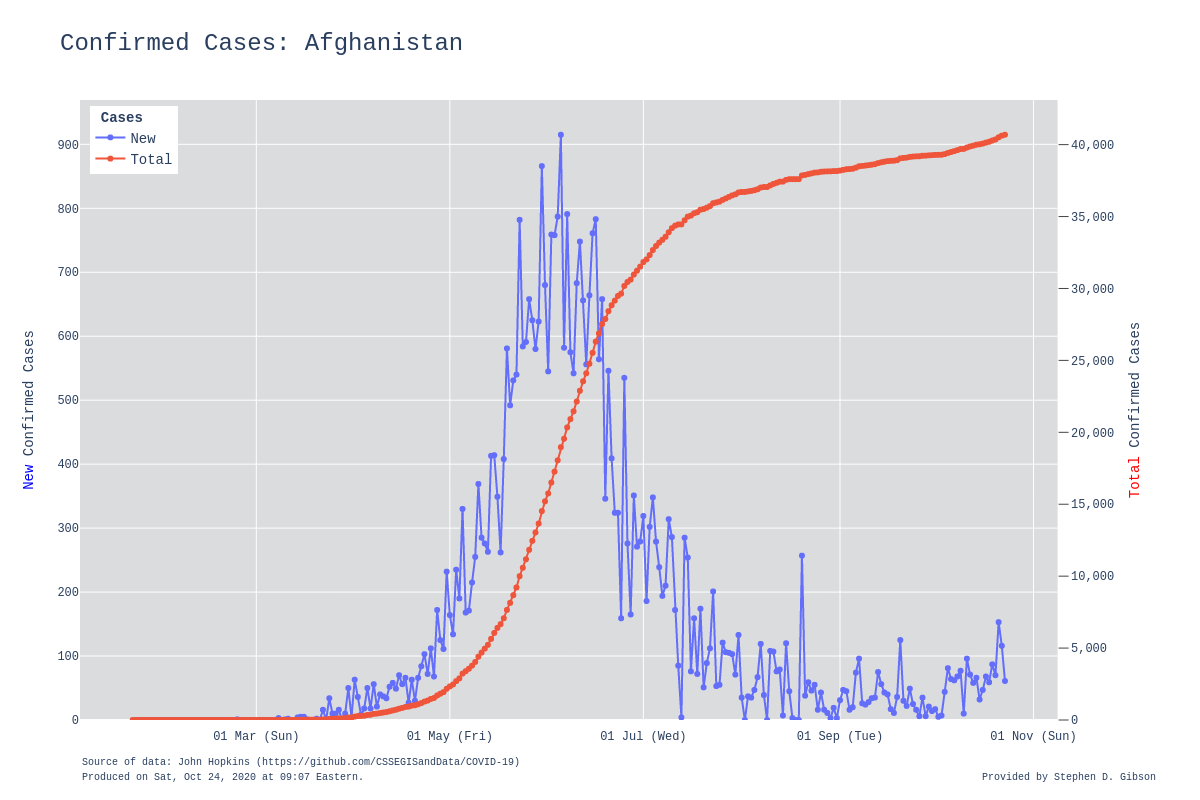 Confirmed Cases: Afghanistan
Cases
New
Total
900
800
700
600
500
400
300
200
100
0
40,000
35,000
30,000
25,000
20,000
15,000
10,000
5,000
0
New Confirmed Cases
Total Confirmed Cases
01 Mar (Sun)
01 May (Fri)
01 Jul (Wed)
01 Sep (Tue)
01 Nov (Sun)
Source of data: John Hopkins (https://github.com/CSSEGISandData/COVID-19)
Produced on Sat, Oct 24, 2020 at 09:07 Eastern.
Provided by Stephen D. Gibson